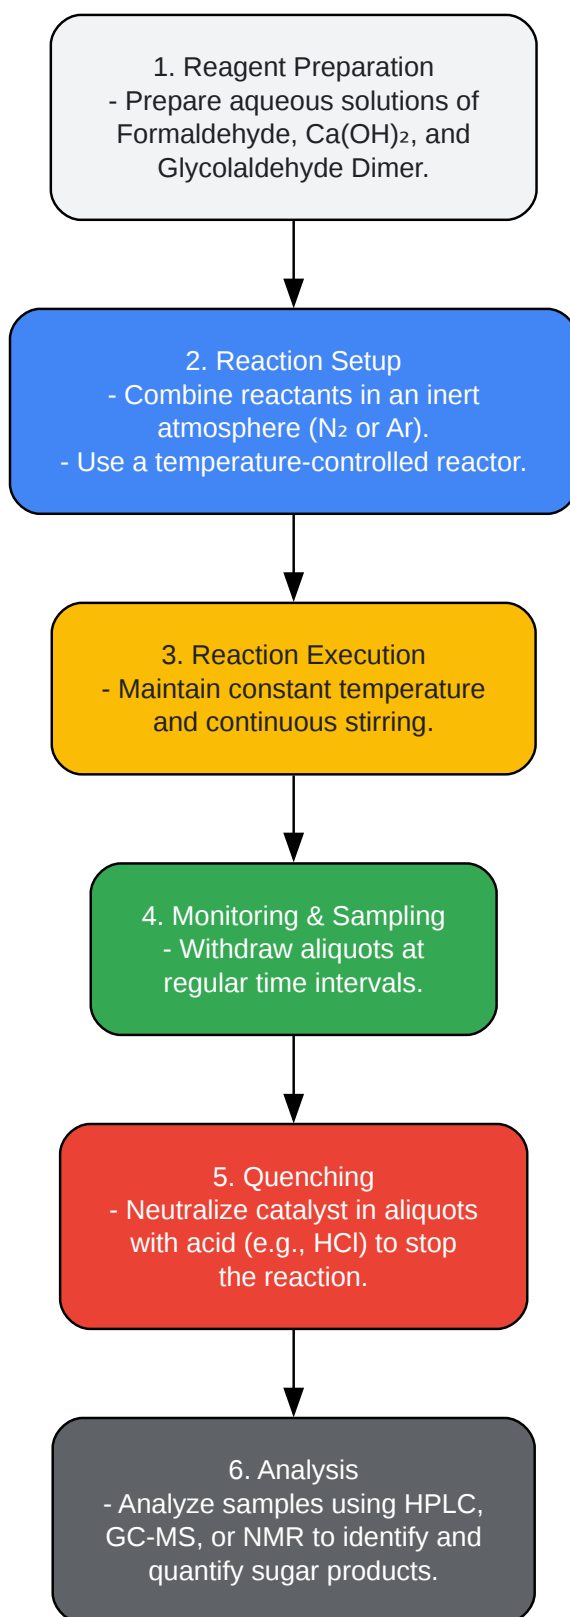 1. Reagent Preparation
- Prepare aqueous solutions of
Formaldehyde, Ca(OH)₂, and
Glycolaldehyde Dimer.
2. Reaction Setup
- Combine reactants in an inert
atmosphere (N₂ or Ar).
- Use a temperature-controlled reactor.
3. Reaction Execution
- Maintain constant temperature
and continuous stirring.
4. Monitoring & Sampling
- Withdraw aliquots at
regular time intervals.
5. Quenching
- Neutralize catalyst in aliquots
with acid (e.g., HCl) to stop
the reaction.
6. Analysis
- Analyze samples using HPLC,
GC-MS, or NMR to identify and
quantify sugar products.